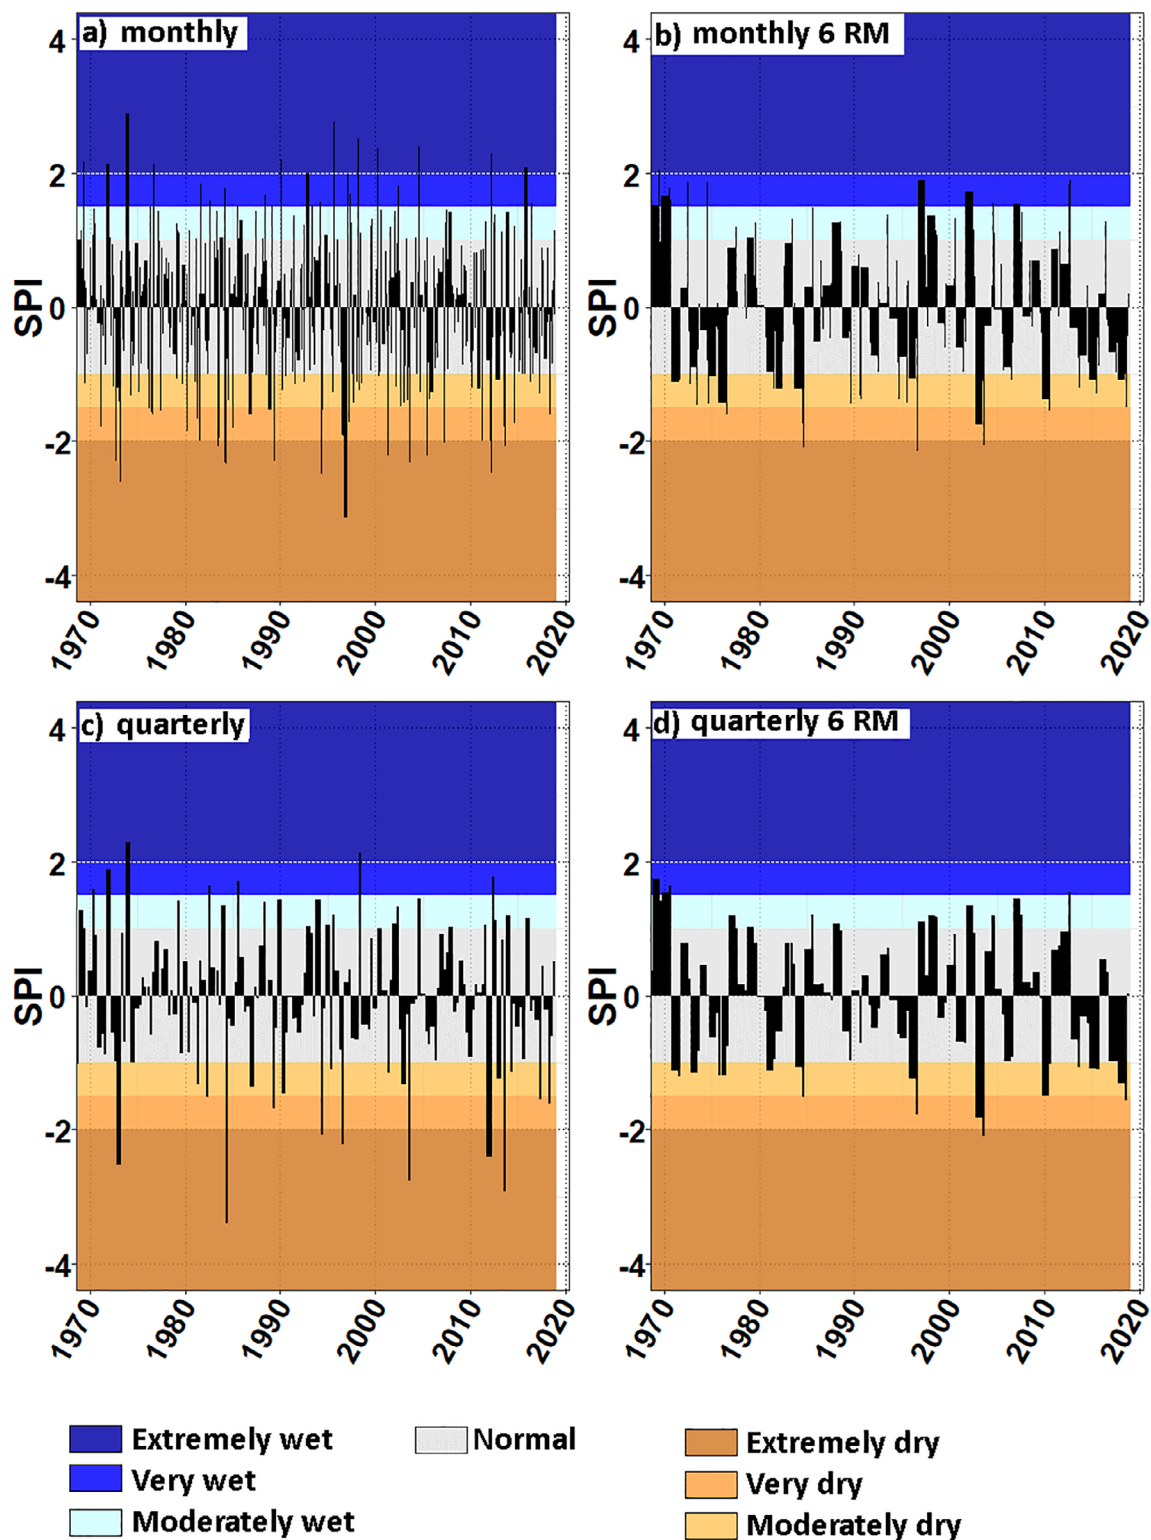 a) monthly
4
2
0
-2
-4
SPI
1970
1980
1990
2000
2010
2020
b) monthly 6 RM
4
2
0
-2
-4
SPI
1970
1980
1990
2000
2010
2020
c) quarterly
4
2
0
-2
-4
SPI
1970
1980
1990
2000
2010
2020
d) quarterly 6 RM
4
2
0
-2
-4
SPI
1970
1980
1990
2000
2010
2020
Extremely wet
Very wet
Moderately wet
Normal
Extremely dry
Very dry
Moderately dry